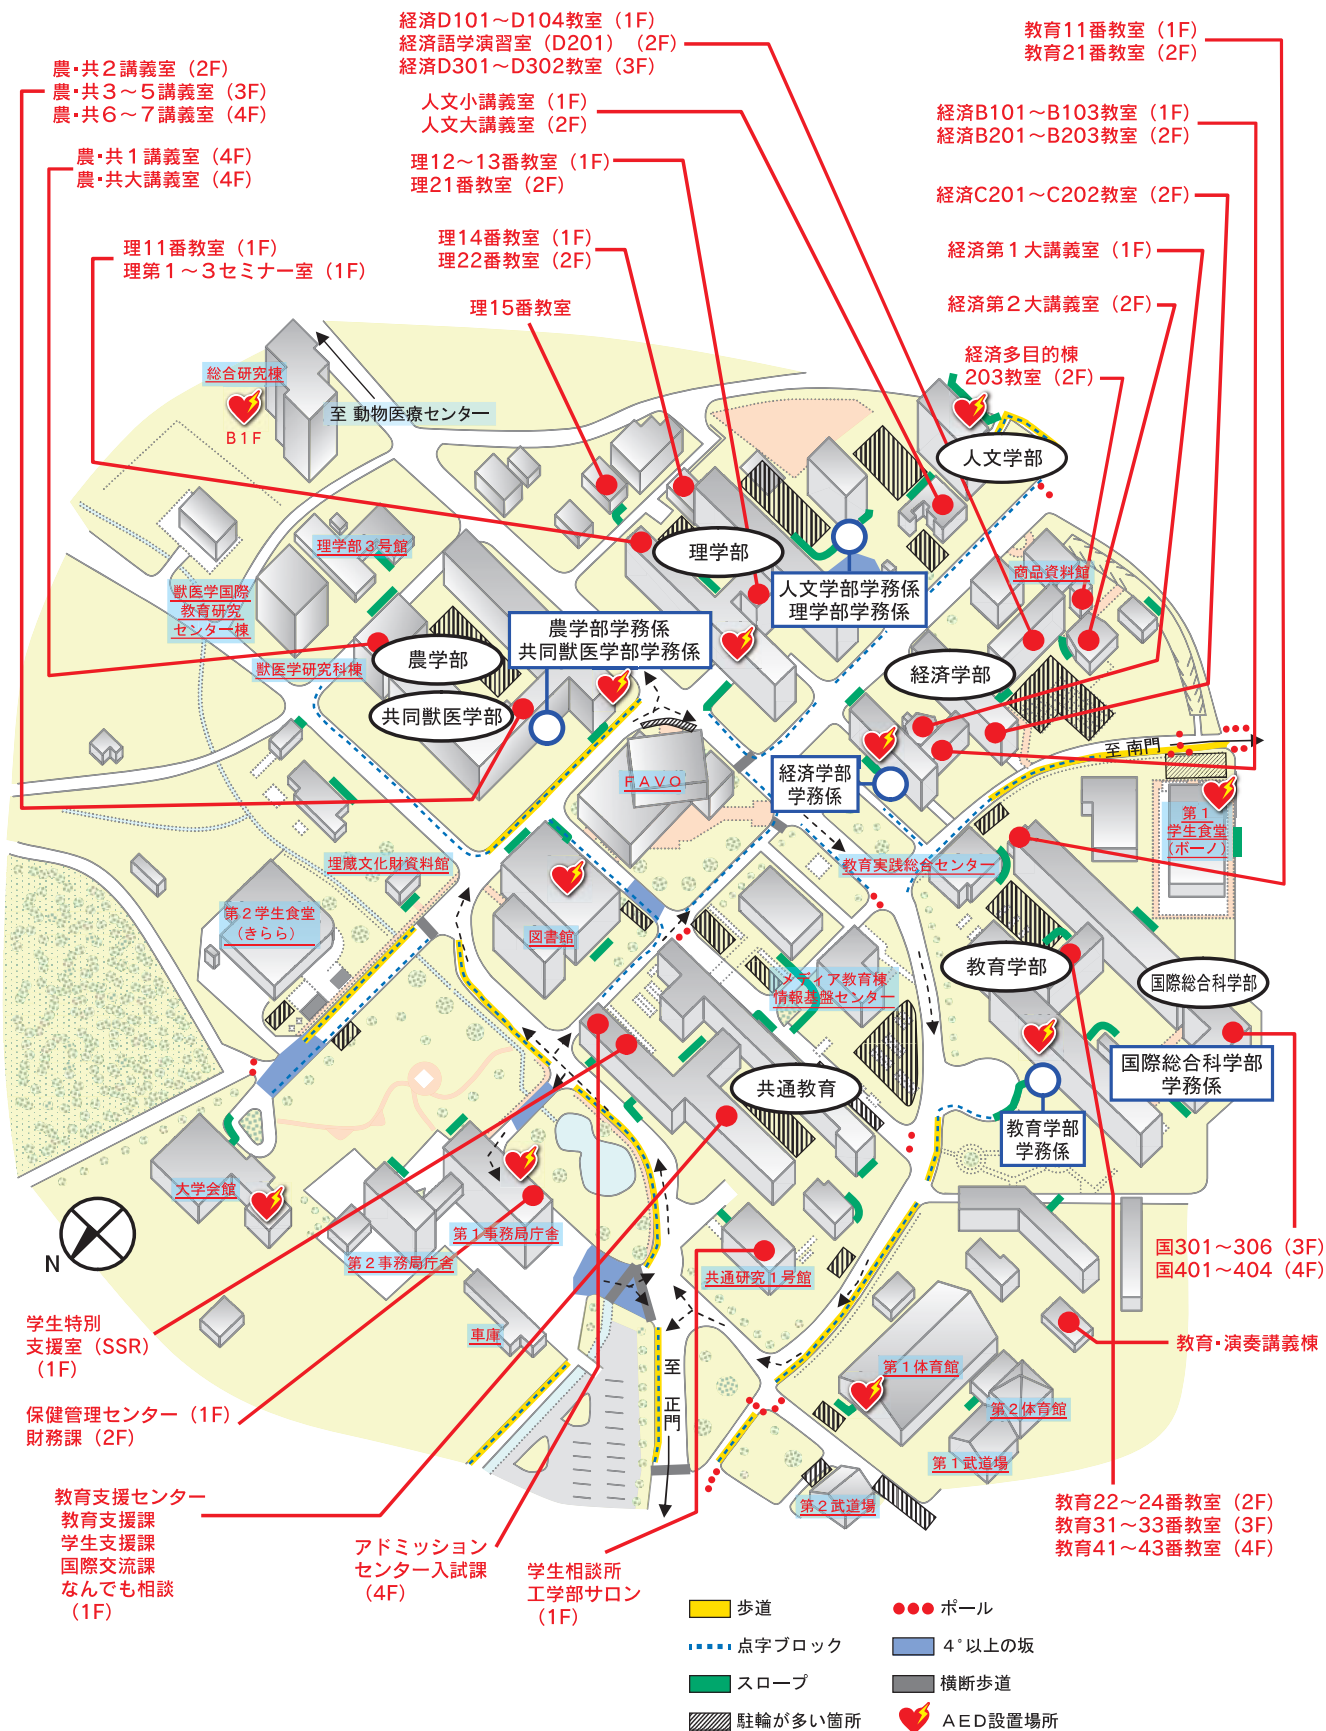 経済D101～D104教室（1F）
経済語学演習室（D201）（2F）
経済D301～D302教室（3F）
教育11番教室（1F）
教育21番教室（2F）
農・共２講義室（2F）
農・共３～５講義室（3F）
農・共６～７講義室（4F）
人文小講義室（1F）
人文大講義室（2F）
経済B101～B103教室（1F）
経済B201～B203教室（2F）
農・共１講義室（4F）
農・共大講義室（4F）
理12～13番教室（1F）
理21番教室（2F）
経済C201～C202教室（2F）
理11番教室（1F）
理第１～３セミナー室（1F）
理14番教室（1F）
理22番教室（2F）
経済第１大講義室（1F）
理15番教室
経済第２大講義室（2F）
経済多目的棟
203教室（2F）
総合研究棟
B1F
至 動物医療センター
人文学部
理学部３号館
理学部
商品資料館
獣医学国際
教育研究
センター棟
人文学部学務係
理学部学務係
農学部学務係
共同獣医学部学務係
獣医学研究科棟
農学部
経済学部
共同獣医学部
至 南門
FAVO
経済学部
学務係
第１
学生食堂
（ボーノ）
埋蔵文化財資料館
教育実践総合センター
第２学生食堂
（きらら）
図書館
教育学部
国際総合科学部
メディア教育棟
情報基盤センター
国際総合科学部
学務係
共通教育
教育学部
学務係
大学会館
第１事務局庁舎
第２事務局庁舎
共通研究１号館
N
国301～306（3F）
国401～404（4F）
車庫
学生特別
支援室（SSR）
（1F）
教育・演奏講義棟
第１体育館
至
正
門
第２体育館
保健管理センター（1F）
財務課（2F）
第１武道場
第２武道場
教育支援センター
教育支援課
学生支援課
国際交流課
なんでも相談
（1F）
教育22～24番教室（2F）
教育31～33番教室（3F）
教育41～43番教室（4F）
アドミッション
センター入試課
（4F）
学生相談所
工学部サロン
（1F）
歩道
ポール
点字ブロック
4°以上の坂
スロープ
横断歩道
駐輪が多い箇所
AED設置場所